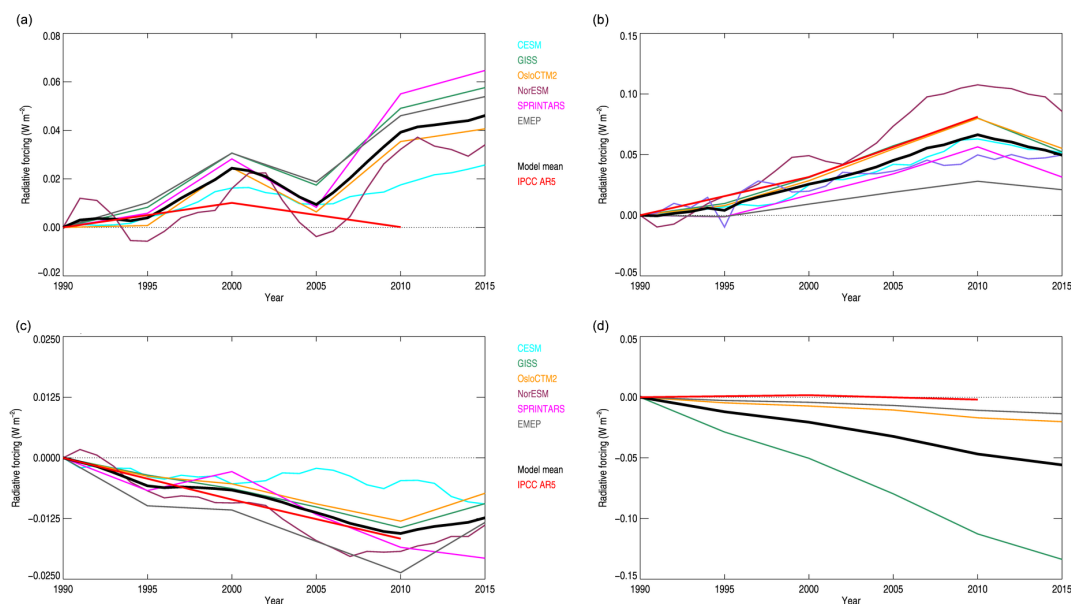 (a)
0.08
0.06
0.04
0.02
0.00
−0.02
Radiative forcing (W m⁻²)
1990 1995 2000 2005 2010 2015
Year
CESM
GISS
OsloCTM2
NorESM
SPRINTARS
EMEP
Model mean
IPCC AR5
(b)
0.15
0.10
0.05
0.00
−0.05
Radiative forcing (W m⁻²)
1990 1995 2000 2005 2010 2015
Year
(c)
0.0250
0.0125
0.0000
−0.0125
−0.0250
Radiative forcing (W m⁻²)
1990 1995 2000 2005 2010 2015
Year
CESM
GISS
OsloCTM2
NorESM
SPRINTARS
EMEP
Model mean
IPCC AR5
(d)
0.05
0.00
−0.05
−0.10
−0.15
Radiative forcing (W m⁻²)
1990 1995 2000 2005 2010 2015
Year